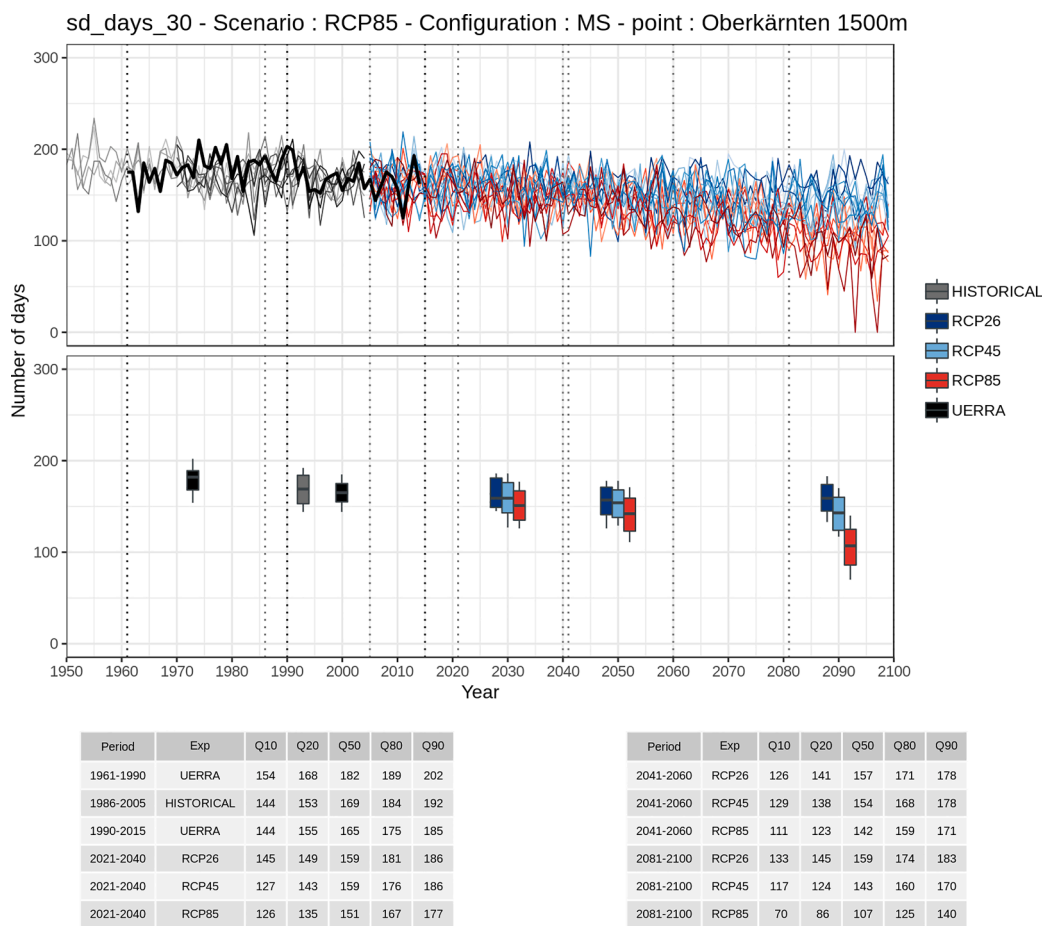 sd_days_30 - Scenario : RCP85 - Configuration : MS - point : Oberkärnten 1500m
300
200
100
0
300
200
100
0
Number of days
1950 1960 1970 1980 1990 2000 2010 2020 2030 2040 2050 2060 2070 2080 2090 2100
Year
HISTORICAL
RCP26
RCP45
RCP85
UERRA
Period Exp Q10 Q20 Q50 Q80 Q90
1961-1990 UERRA 154 168 182 189 202
1986-2005 HISTORICAL 144 153 169 184 192
1990-2015 UERRA 144 155 165 175 185
2021-2040 RCP26 145 149 159 181 186
2021-2040 RCP45 127 143 159 176 186
2021-2040 RCP85 126 135 151 167 177
Period Exp Q10 Q20 Q50 Q80 Q90
2041-2060 RCP26 126 141 157 171 178
2041-2060 RCP45 129 138 154 168 178
2041-2060 RCP85 111 123 142 159 171
2081-2100 RCP26 133 145 159 174 183
2081-2100 RCP45 117 124 143 160 170
2081-2100 RCP85 70 86 107 125 140